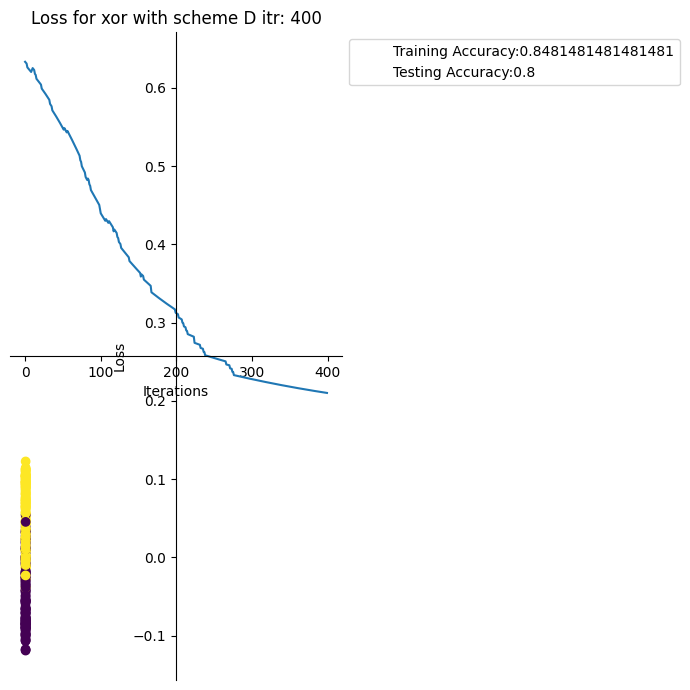 Loss for xor with scheme D itr: 400
Training Accuracy:0.8481481481481481
Testing Accuracy:0.8
0.6
0.5
0.4
0.3
Loss
0 100 200 300 400
Iterations
0.2
0.1
0.0
−0.1